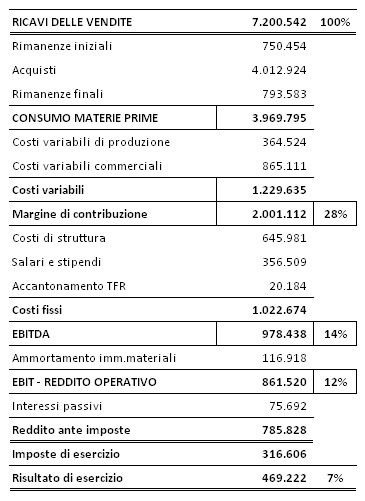 RICAVI DELLE VENDITE 7.200.542 100%
Rimanenze iniziali 750.454
Acquisti 4.012.924
Rimanenze finali 793.583
CONSUMO MATERIE PRIME 3.969.795
Costi variabili di produzione 364.524
Costi variabili commerciali 865.111
Costi variabili 1.229.635
Margine di contribuzione 2.001.112 28%
Costi di struttura 645.981
Salari e stipendi 356.509
Accantonamento TFR 20.184
Costi fissi 1.022.674
EBITDA 978.438 14%
Ammortamento imm.materiali 116.918
EBIT - REDDITO OPERATIVO 861.520 12%
Interessi passivi 75.692
Reddito ante imposte 785.828
Imposte di esercizio 316.606
Risultato di esercizio 469.222 7%